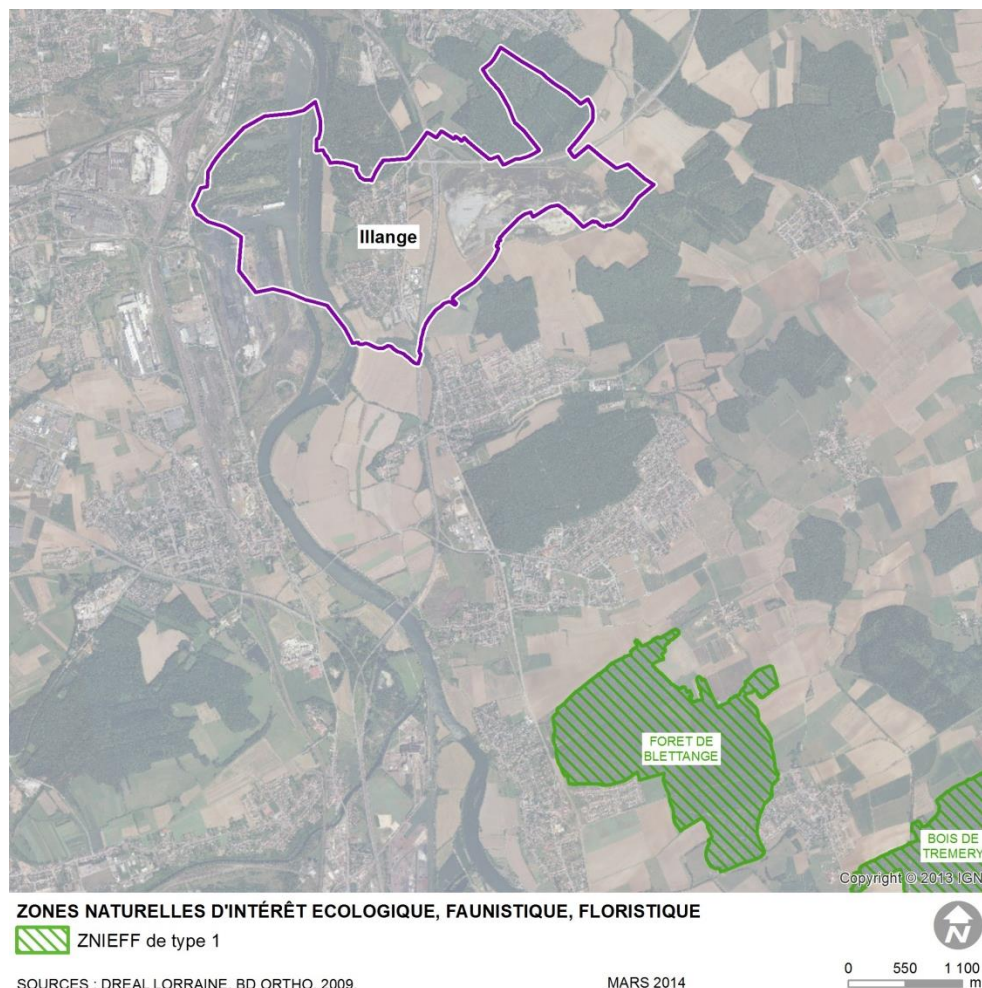 Illange
FORET DE
BLETTANGE
BOIS DE
TREMERY
Copyright © 2013 IGN
ZONES NATURELLES D'INTÉRÊT ECOLOGIQUE, FAUNISTIQUE, FLORISTIQUE
ZNIEFF de type 1
N
SOURCES : DREAL LORRAINE, BD ORTHO, 2009
MARS 2014
0 550 1 100
m